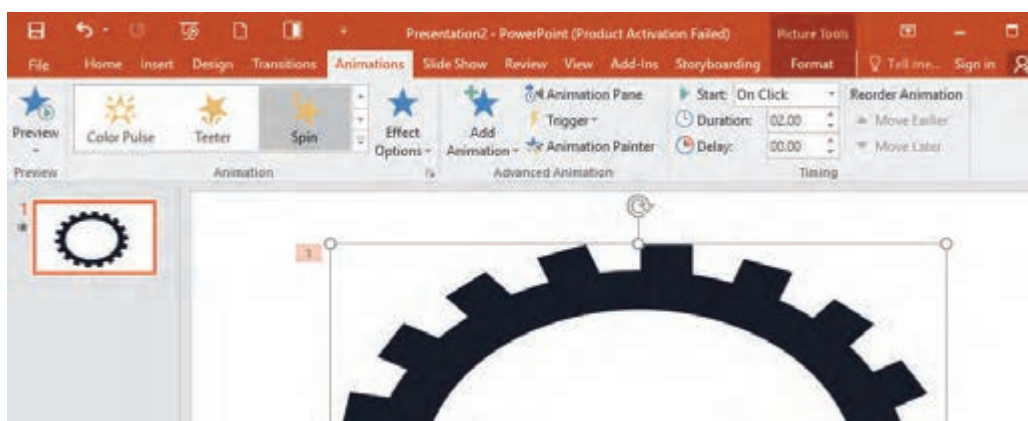 Presentation2 - PowerPoint (Product Activation Failed) Picture Tools
File Home Insert Design Transitions Animations Slide Show Review View Add-Ins Storyboarding Format Tell me... Sign in
Preview Color Pulse Teeter Spin Effect Options Add Animation Animation Pane Start: On Click Reorder Animation
Trigger Duration: 02.00 Move Earlier
Animation Painter Delay: 00.00 Move Later
Preview Animation Advanced Animation Timing
1
1